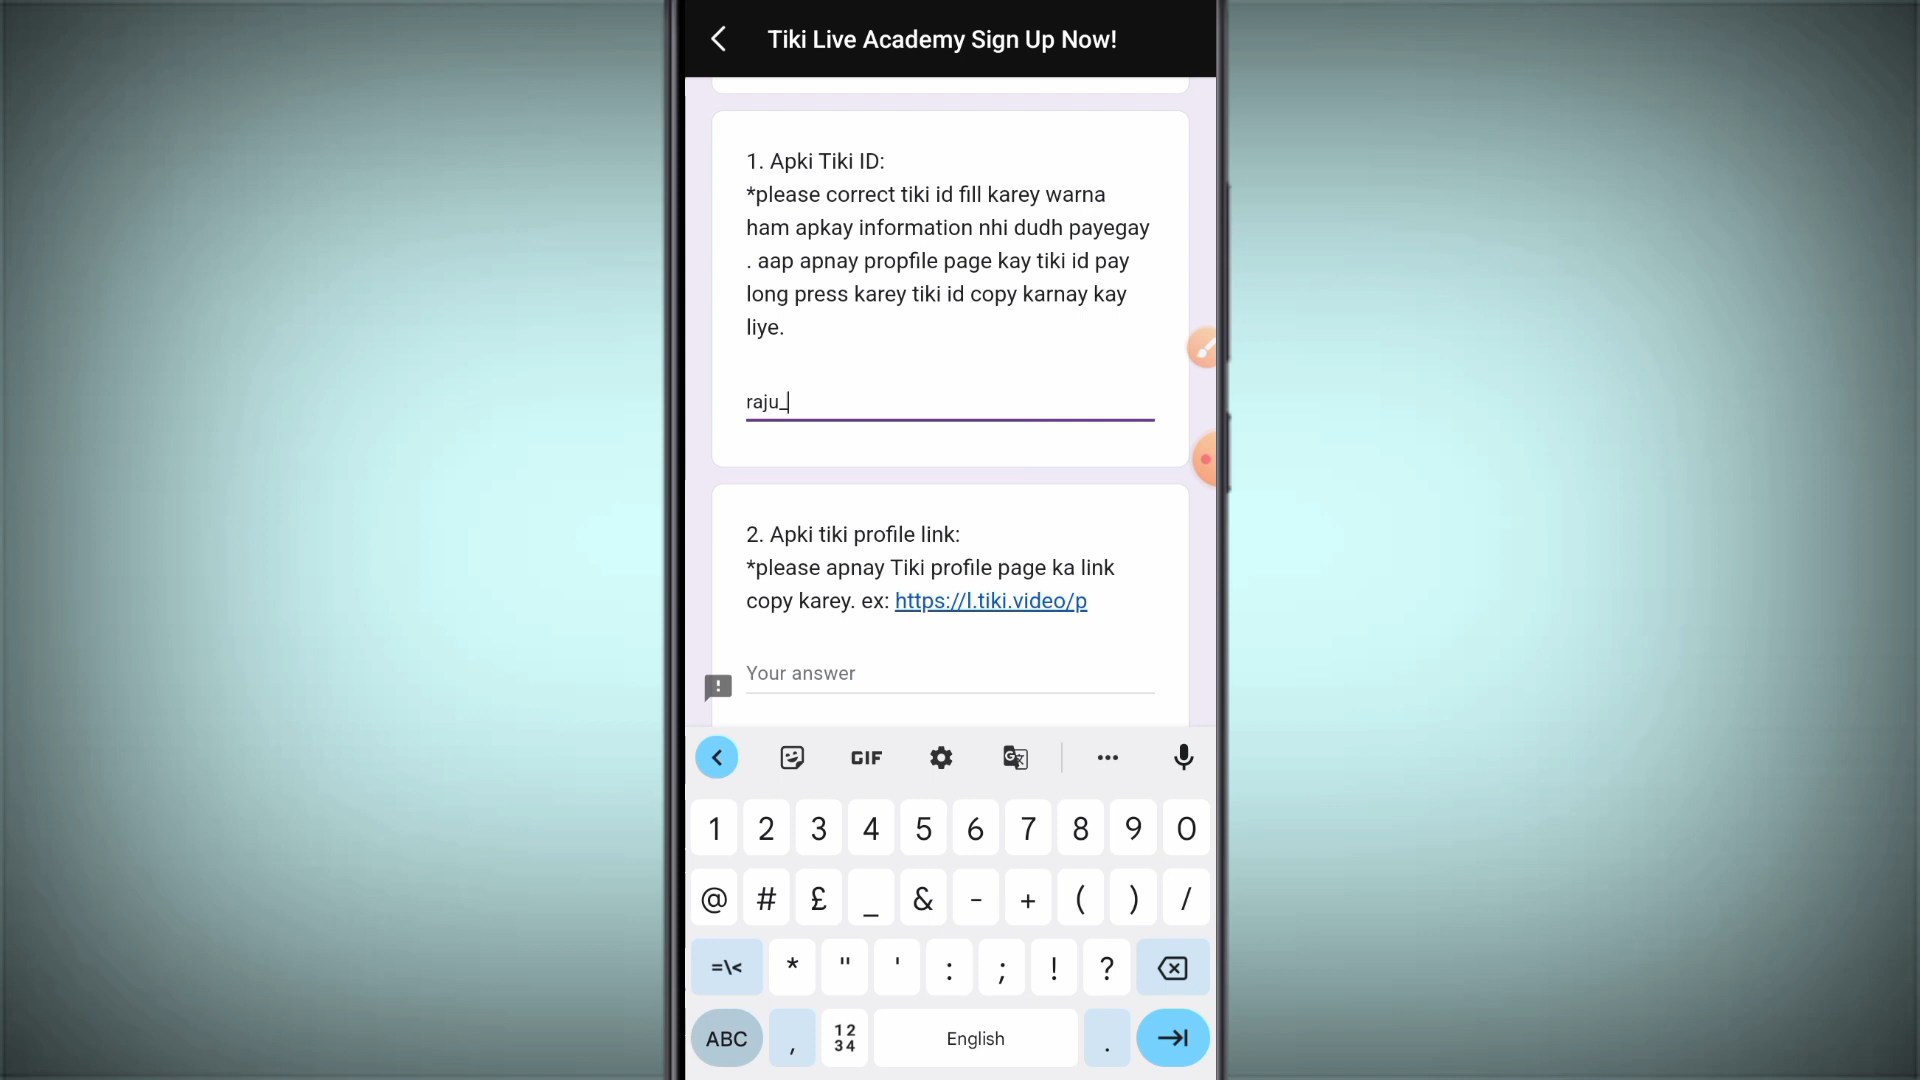 Tiki Live Academy Sign Up Now!
1. Apki Tiki ID:
*please correct tiki id fill karey warna
ham apkay information nhi dudh payegay
. aap apnay propfile page kay tiki id pay
long press karey tiki id copy karnay kay
liye.
raju_
2. Apki tiki profile link:
*please apnay Tiki profile page ka link
copy karey. ex: https://l.tiki.video/p
Your answer
GIF
1 2 3 4 5 6 7 8 9 0
@ # £ _ & - + ( ) /
=\< * " ' : ; ! ?
ABC , 12 34 English .